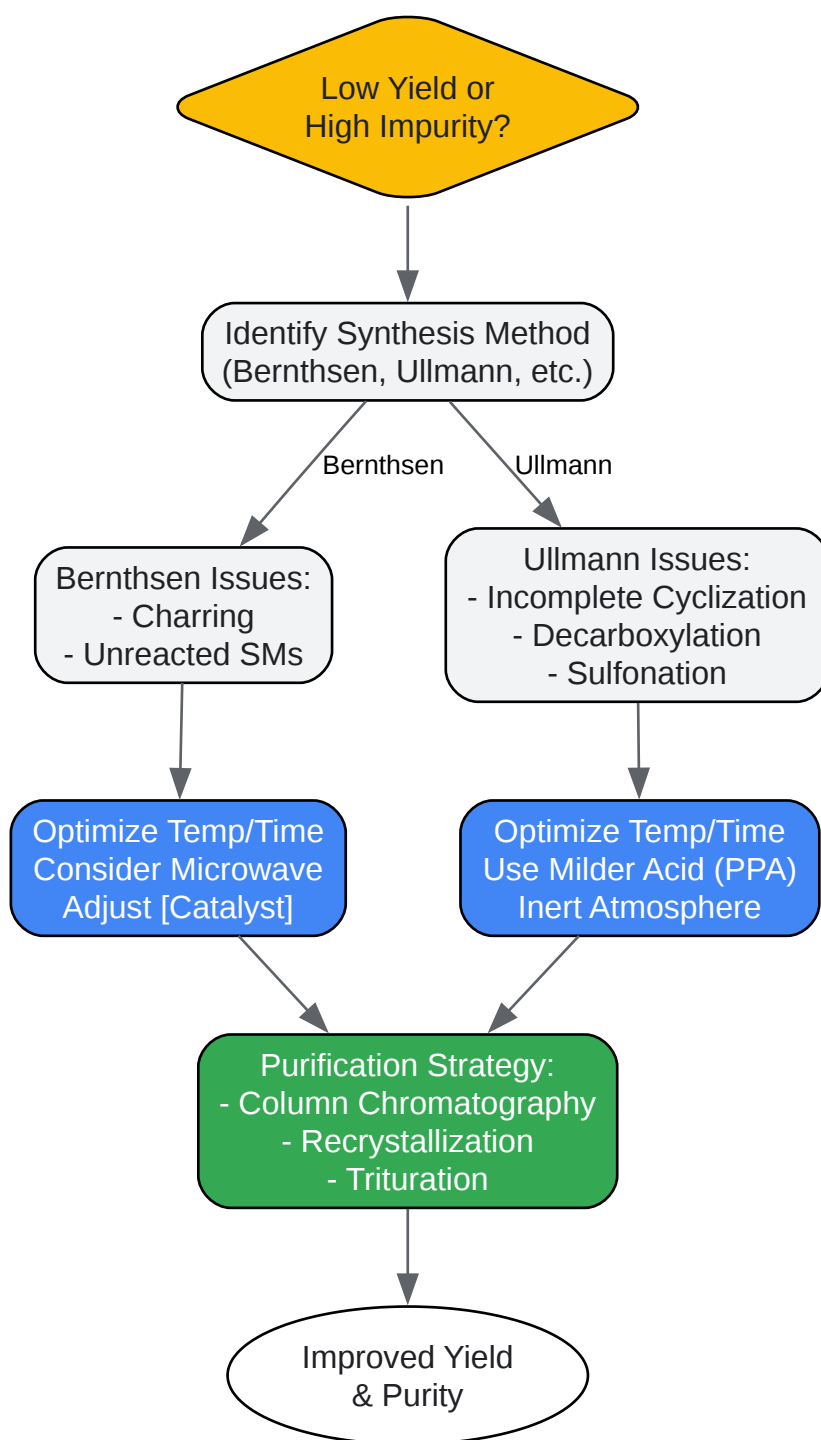 Low Yield or
High Impurity?
Identify Synthesis Method
(Bernthsen, Ullmann, etc.)
Bernthsen
Ullmann
Bernthsen Issues:
- Charring
- Unreacted SMs
Ullmann Issues:
- Incomplete Cyclization
- Decarboxylation
- Sulfonation
Optimize Temp/Time
Consider Microwave
Adjust [Catalyst]
Optimize Temp/Time
Use Milder Acid (PPA)
Inert Atmosphere
Purification Strategy:
- Column Chromatography
- Recrystallization
- Trituration
Improved Yield
& Purity